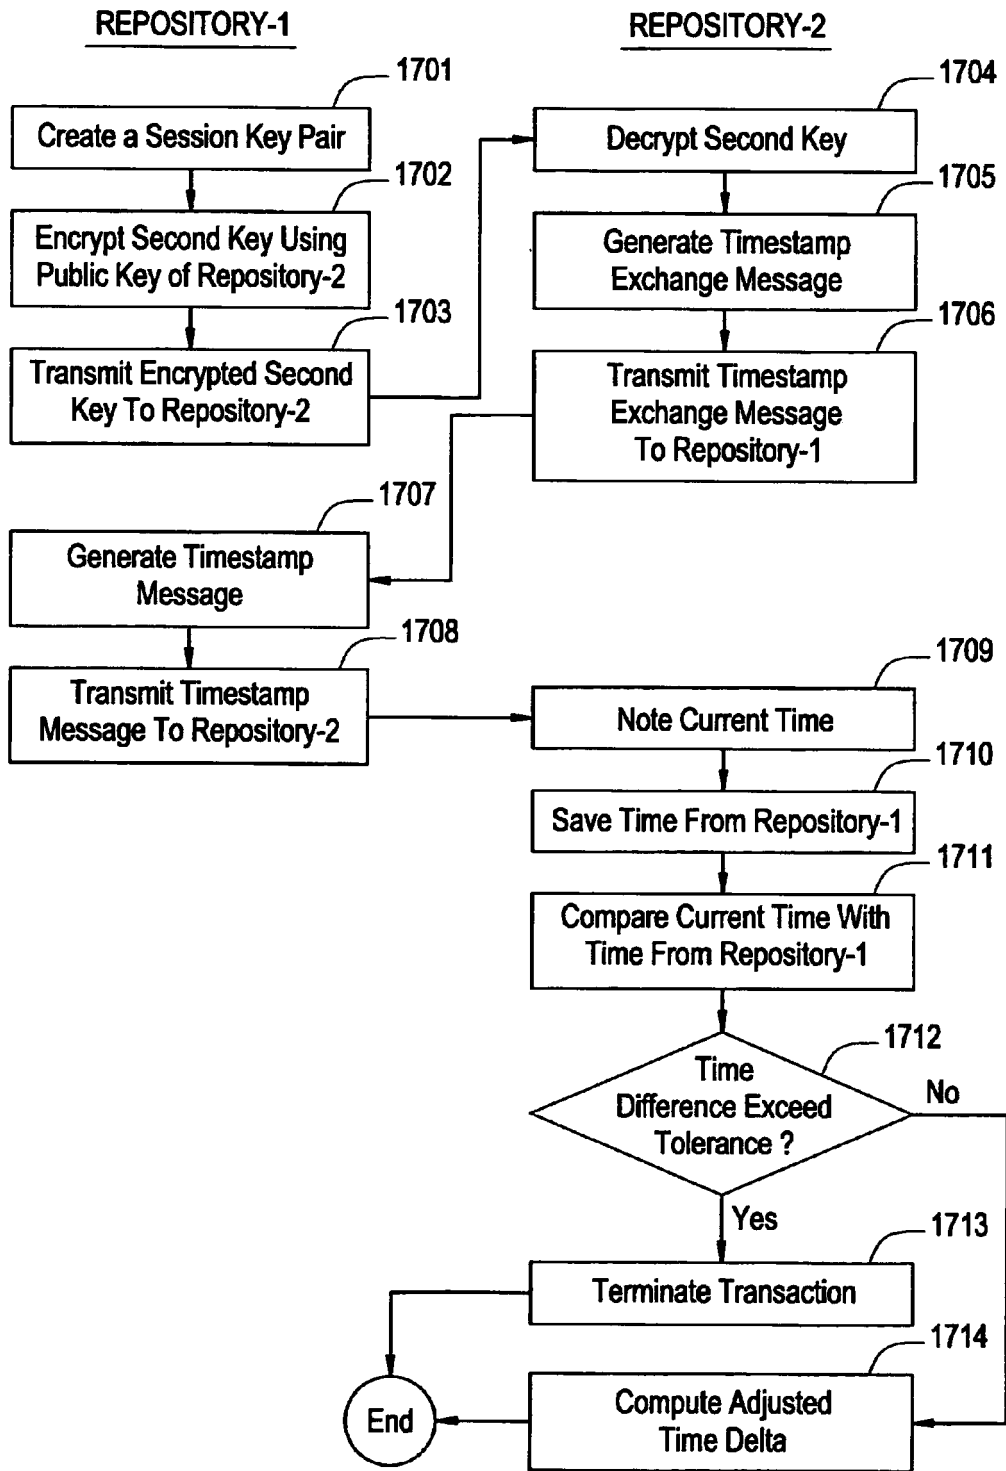 REPOSITORY-1
REPOSITORY-2
1701
Create a Session Key Pair
1702
Encrypt Second Key Using
Public Key of Repository-2
1703
Transmit Encrypted Second
Key To Repository-2
1704
Decrypt Second Key
1705
Generate Timestamp
Exchange Message
1706
Transmit Timestamp
Exchange Message
To Repository-1
1707
Generate Timestamp
Message
1708
Transmit Timestamp
Message To Repository-2
1709
Note Current Time
1710
Save Time From Repository-1
1711
Compare Current Time With
Time From Repository-1
1712
Time
Difference Exceed
Tolerance ?
No
Yes
1713
Terminate Transaction
1714
Compute Adjusted
Time Delta
End